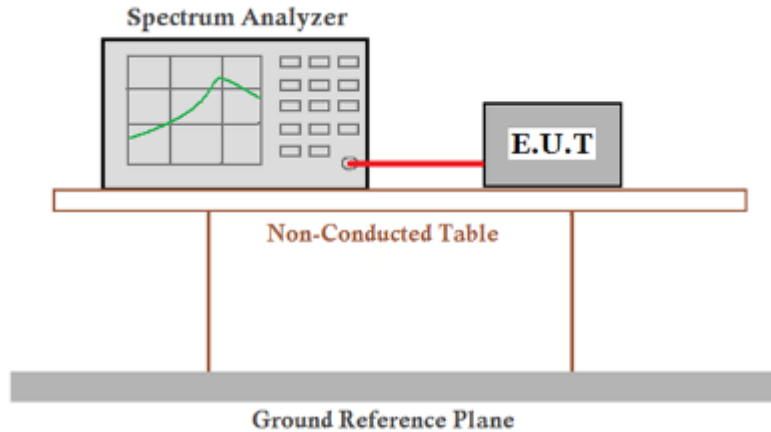 Spectrum Analyzer
E.U.T
Non-Conducted Table
Ground Reference Plane